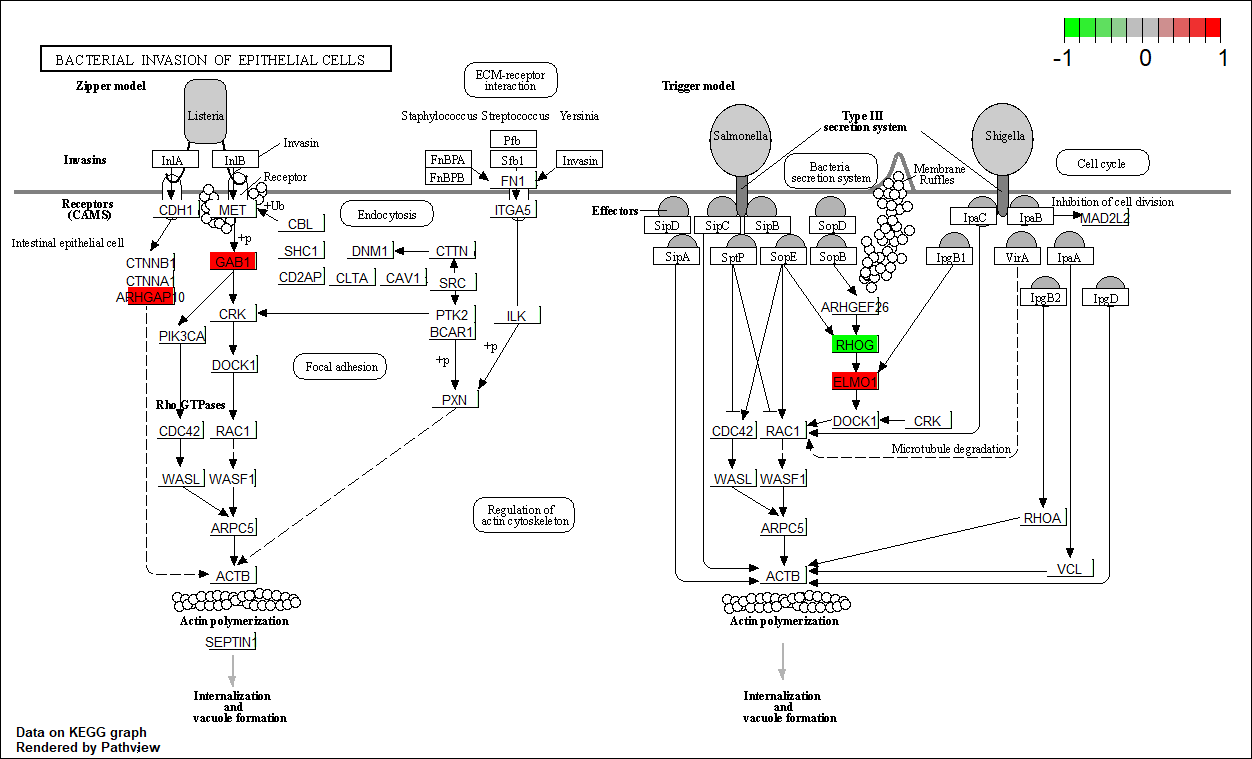 -1 0 1
BACTERIAL INVASION OF EPITHELIAL CELLS
Zipper model
ECM-receptor
interaction
Trigger model
Listeria
Staphylococcus Streptococcus Yersinia
Type III
secretion system
Salmonella
Shigella
Invasin
Pfb
Invasins
InlA
InlB
FnBPA
Sfb1
Invasin
Bacteria
secretion system
Membrane
Ruffles
Cell cycle
Receptor
FnBPB
FN1
Receptors
(CAMS)
CDH1
MET
+Ub
CBL
Endocytosis
ITGA5
Effectors
SipD
SipC
SipB
SopD
IpaC
IpaB
Inhibition of cell division
MAD2L2
Intestinal epithelial cell
+p
SHC1
DNM1
CTTN
SipA
SptP
SopE
SopB
IpgB1
VirA
IpaA
CTNNB1
GAB1
CTNNA1
CD2AP
CLTA
CAV1
SRC
ARHGAP10
IpgB2
IpgD
CRK
PTK2
ILK
ARHGEF26
PIK3CA
BCAR1
RHOG
+p
+p
DOCK1
Focal adhesion
ELMO1
PXN
Rho GTPases
CDC42
RAC1
CDC42
RAC1
DOCK1
CRK
Microtubule degradation
WASL
WASF1
WASL
WASF1
Regulation of
actin cytoskeleton
ARPC5
ARPC5
RHOA
ACTB
ACTB
VCL
Actin polymerization
Actin polymerization
SEPTIN1
Internalization
and
vacuole formation
Internalization
and
vacuole formation
Data on KEGG graph
Rendered by Pathview